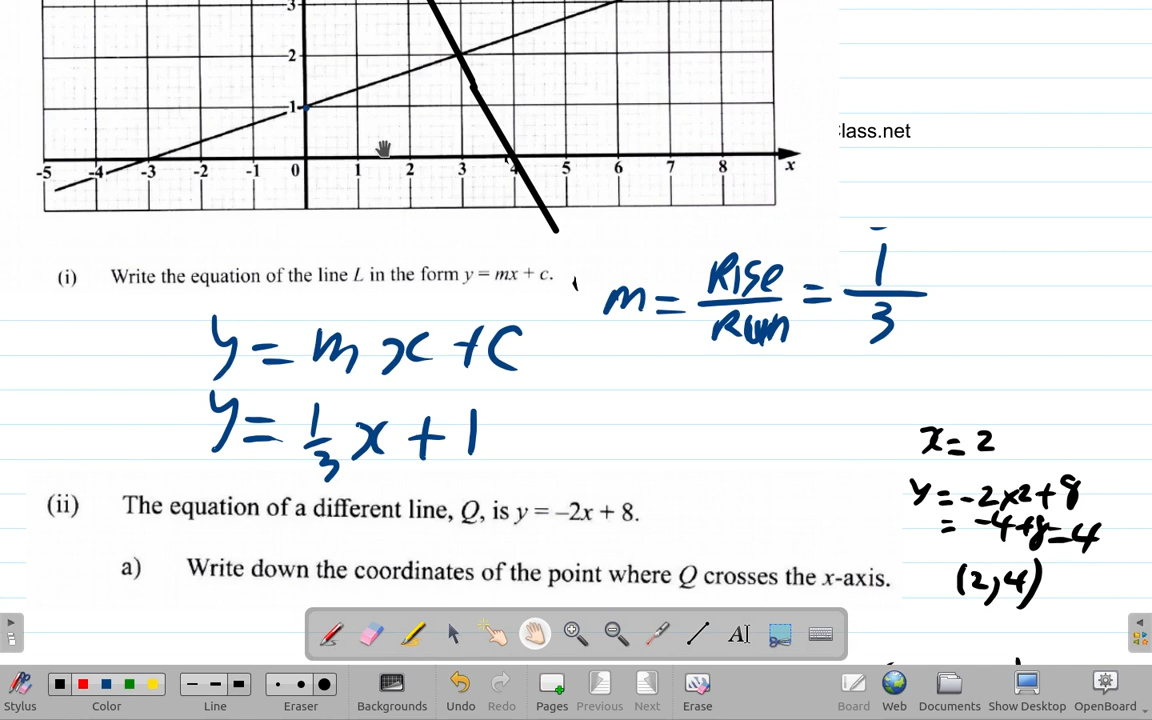 3
2
1
-5 -4 -3 -2 -1 0 1 2 3 4 5 6 7 8 x
lass.net
(i) Write the equation of the line L in the form y = mx + c.
m = Rise/Run = 1/3
y = mx + c
y = 1/3 x + 1
x = 2
y = -2x2+8
= -4+8=4
(2,4)
(ii) The equation of a different line, Q, is y = –2x + 8.
a) Write down the coordinates of the point where Q crosses the x-axis.
Stylus Color Line Eraser Backgrounds Undo Redo Pages Previous Next Erase Board Web Documents Show Desktop OpenBoard